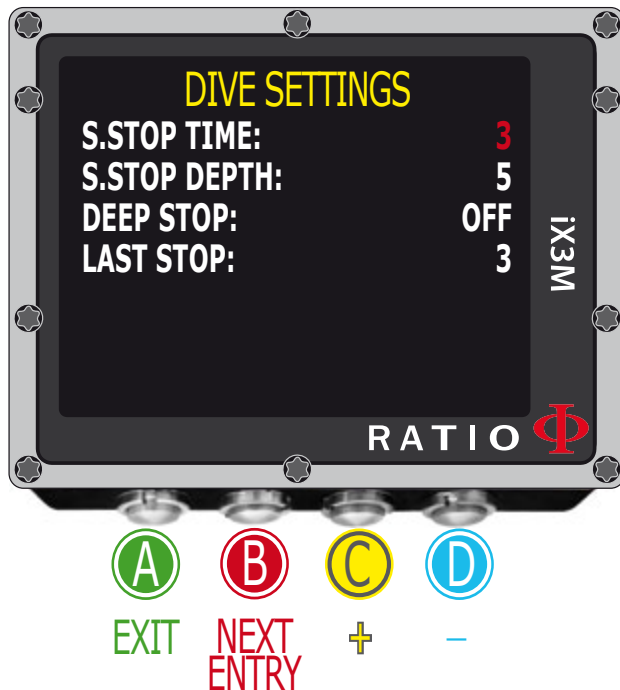 DIVE SETTINGS
S.STOP TIME: 3
S.STOP DEPTH: 5
DEEP STOP: OFF
LAST STOP: 3
iX3M
RATIO
A B C D
EXIT NEXT ENTRY + −